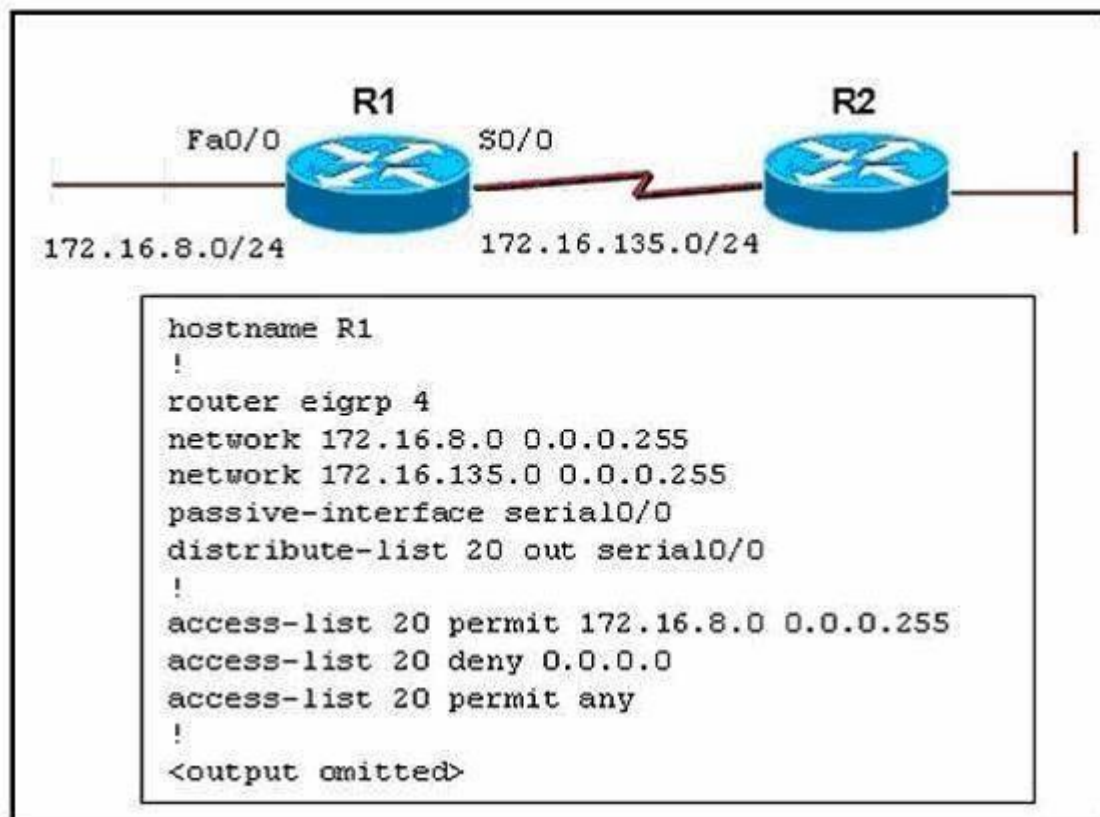 R1
R2
Fa0/0
S0/0
172.16.8.0/24
172.16.135.0/24
hostname R1
!
router eigrp 4
network 172.16.8.0 0.0.0.255
network 172.16.135.0 0.0.0.255
passive-interface serial0/0
distribute-list 20 out serial0/0
!
access-list 20 permit 172.16.8.0 0.0.0.255
access-list 20 deny 0.0.0.0
access-list 20 permit any
!
<output omitted>